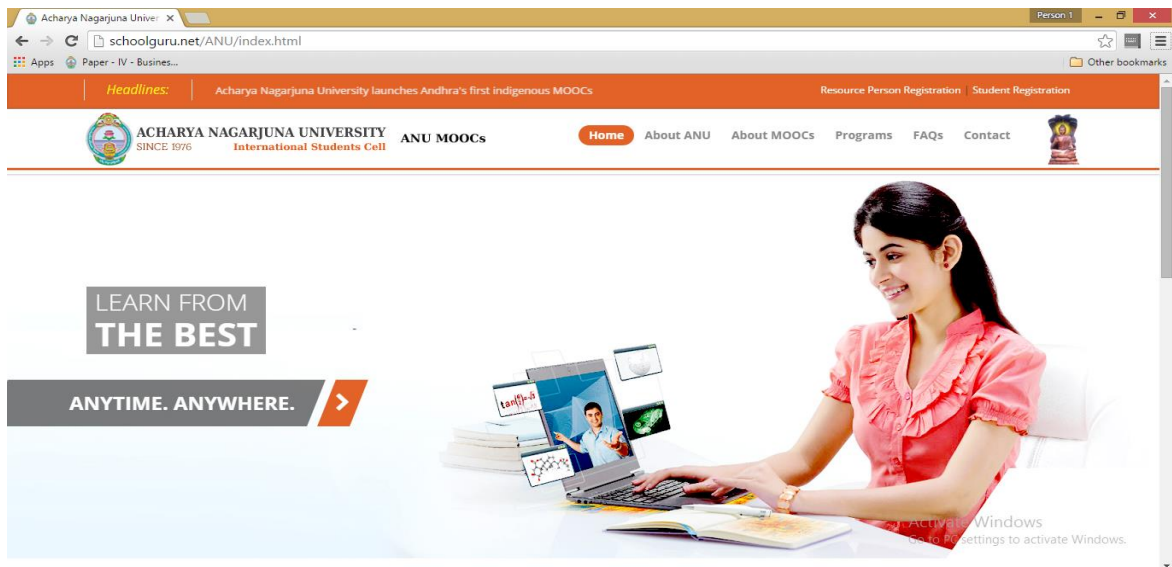 Acharya Nagarjuna Univer
Person 1
schoolguru.net/ANU/index.html
Apps Paper - IV - Busines...
Other bookmarks
Headlines: Acharya Nagarjuna University launches Andhra's first indigenous MOOCs
Resource Person Registration | Student Registration
ACHARYA NAGARJUNA UNIVERSITY
SINCE 1976 International Students Cell
ANU MOOCs
Home About ANU About MOOCs Programs FAQs Contact
LEARN FROM
THE BEST
ANYTIME. ANYWHERE.
Activate Windows
Go to PC settings to activate Windows.